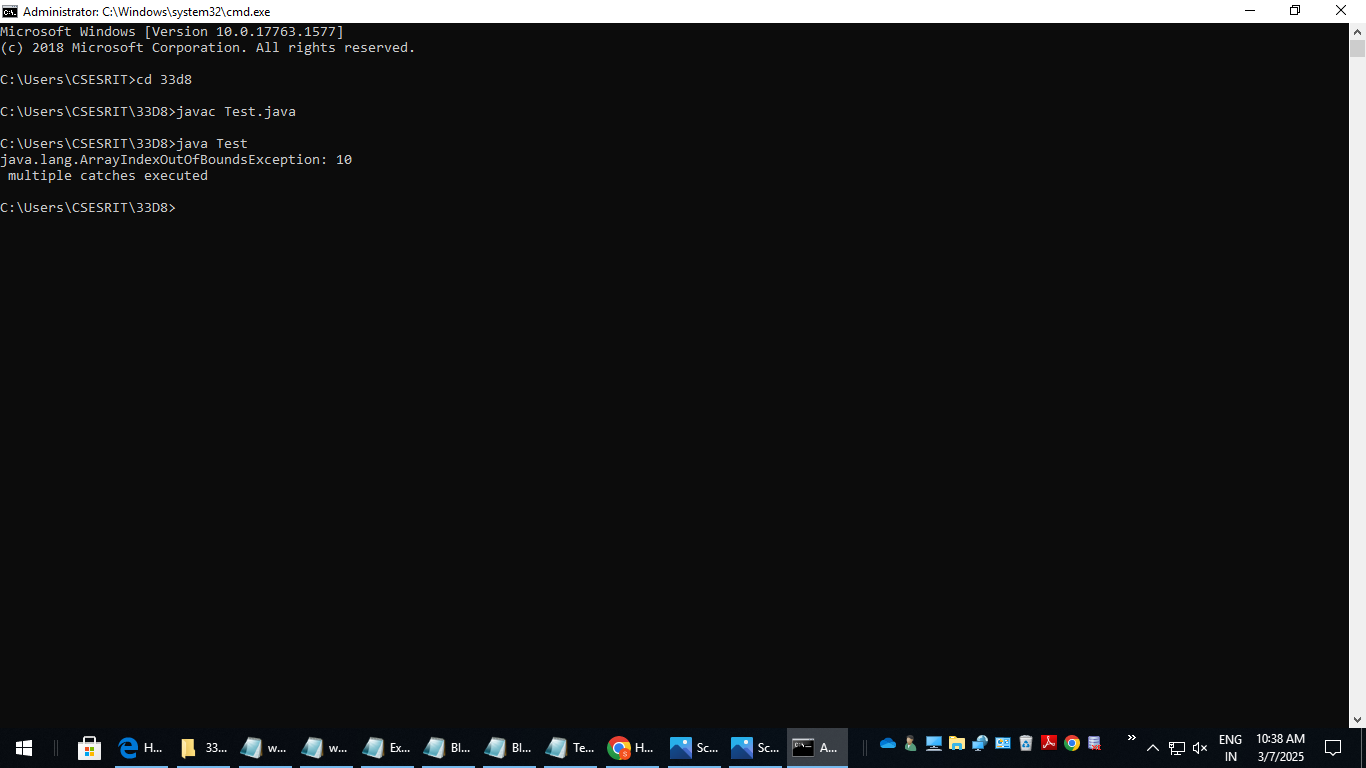 Administrator: C:\Windows\system32\cmd.exe
Microsoft Windows [Version 10.0.17763.1577]
(c) 2018 Microsoft Corporation. All rights reserved.
C:\Users\CSESRIT>cd 33d8
C:\Users\CSESRIT\33D8>javac Test.java
C:\Users\CSESRIT\33D8>java Test
java.lang.ArrayIndexOutOfBoundsException: 10
 multiple catches executed
C:\Users\CSESRIT\33D8>
H... 33... w... w... Ex... Bl... Bl... Te... H... Sc... Sc... A... ENG 10:38 AM
IN 3/7/2025